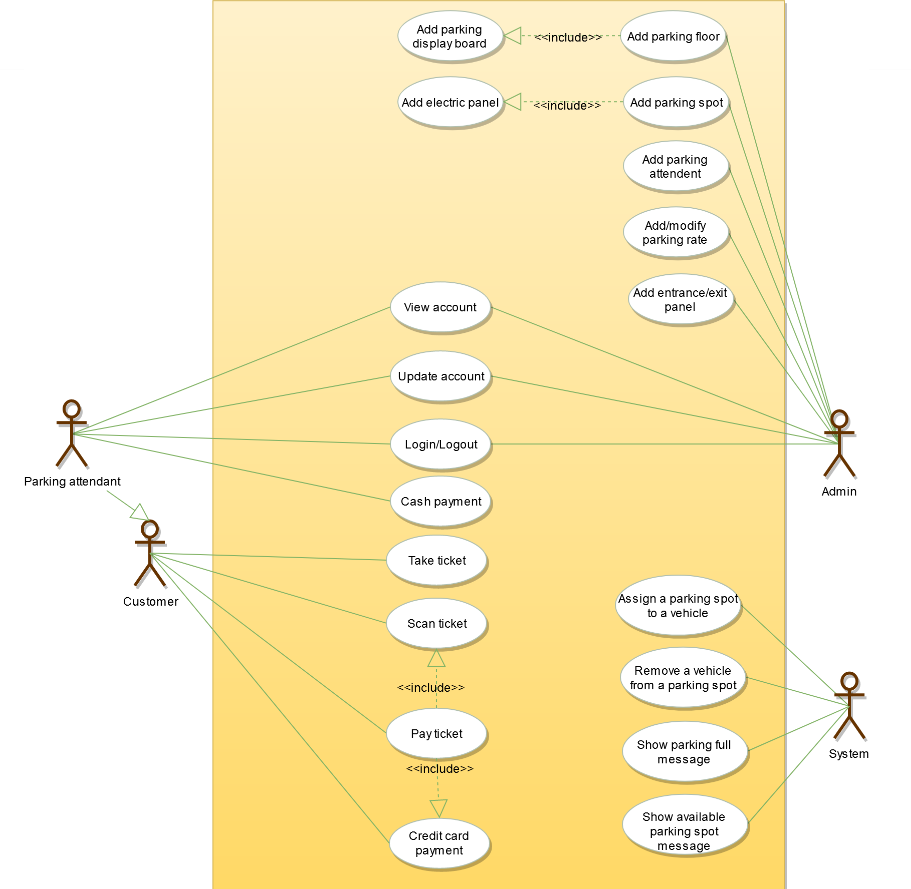 Add parking
display board
<<include>>
Add parking floor
Add electric panel
<<include>>
Add parking spot
Add parking
attendent
Add/modify
parking rate
Add entrance/exit
panel
View account
Update account
Login/Logout
Parking attendant
Admin
Cash payment
Take ticket
Customer
Assign a parking spot
to a vehicle
Scan ticket
Remove a vehicle
from a parking spot
<<include>>
Pay ticket
Show parking full
message
System
<<include>>
Show available
parking spot
message
Credit card
payment